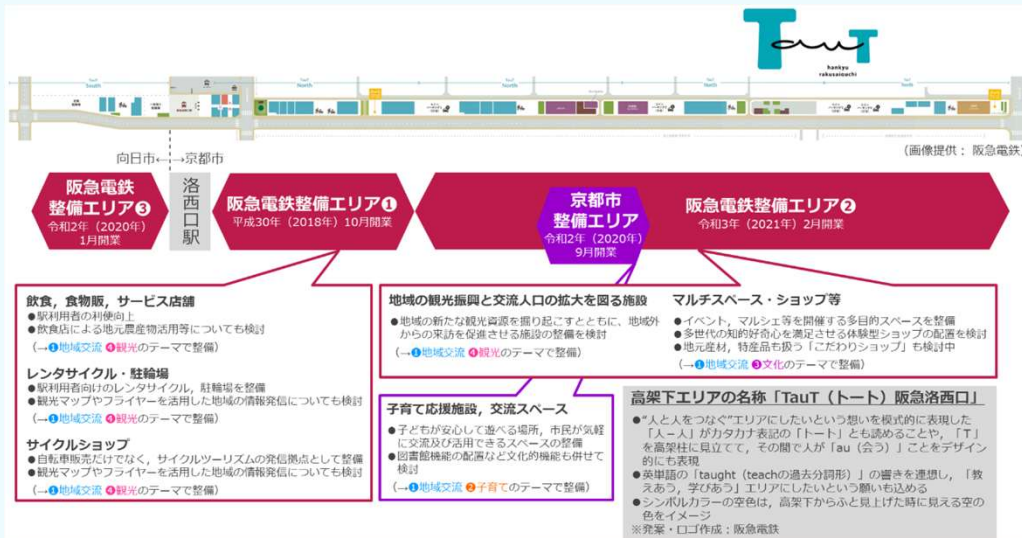 TauT
hankyu
rakusaiguchi
TauT
South
TauT
North
TauT
North
TauT
North
(画像提供：阪急電鉄)
向日市←→京都市
阪急電鉄
整備エリア❸
令和2年（2020年）
1月開業
洛西口駅
阪急電鉄整備エリア❶
平成30年（2018年）10月開業
京都市
整備エリア
令和2年（2020年）
9月開業
阪急電鉄整備エリア❷
令和3年（2021年）2月開業
飲食，食物販，サービス店舗
●駅利用者の利便向上
●飲食店による地元農産物活用等についても検討
(→❶地域交流 ❹観光のテーマで整備)
レンタサイクル・駐輪場
●駅利用者向けのレンタサイクル，駐輪場を整備
●観光マップやフライヤーを活用した地域の情報発信についても検討
(→❶地域交流 ❹観光のテーマで整備)
サイクルショップ
●自転車販売だけでなく，サイクルツーリズムの発信拠点として整備
●観光マップやフライヤーを活用した地域の情報発信についても検討
(→❶地域交流 ❹観光のテーマで整備)
地域の観光振興と交流人口の拡大を図る施設
●地域の新たな観光資源を掘り起こすとともに、地域外
からの来訪を促進させる施設の整備を検討
(→❶地域交流 ❹観光のテーマで整備)
マルチスペース・ショップ等
●イベント，マルシェ等を開催する多目的スペースを整備
●多世代の知的好奇心を満足させる体験型ショップの配置を検討
●地元産材，特産品も扱う「こだわりショップ」も検討中
(→❶地域交流 ❸文化のテーマで整備)
子育て応援施設，交流スペース
●子どもが安心して遊べる場所，市民が気軽
に交流及び活用できるスペースの整備
●図書館機能の配置など文化的機能も併せて
検討
(→❶地域交流 ❷子育てのテーマで整備)
高架下エリアの名称「TauT（トート）阪急洛西口」
●“人と人をつなぐ”エリアにしたいという想いを模式的に表現した
「人－人」がカタカナ表記の「トート」とも読めることや，「T」
を高架柱に見立てて，その間で人が「au（会う）」ことをデザイン
的にも表現
●英単語の「taught（teachの過去分詞形）」の響きを連想し，「教
えあう，学びあう」エリアにしたいという願いも込める
●シンボルカラーの空色は，高架下からふと見上げた時に見える空の
色をイメージ
※発案・ロゴ作成：阪急電鉄